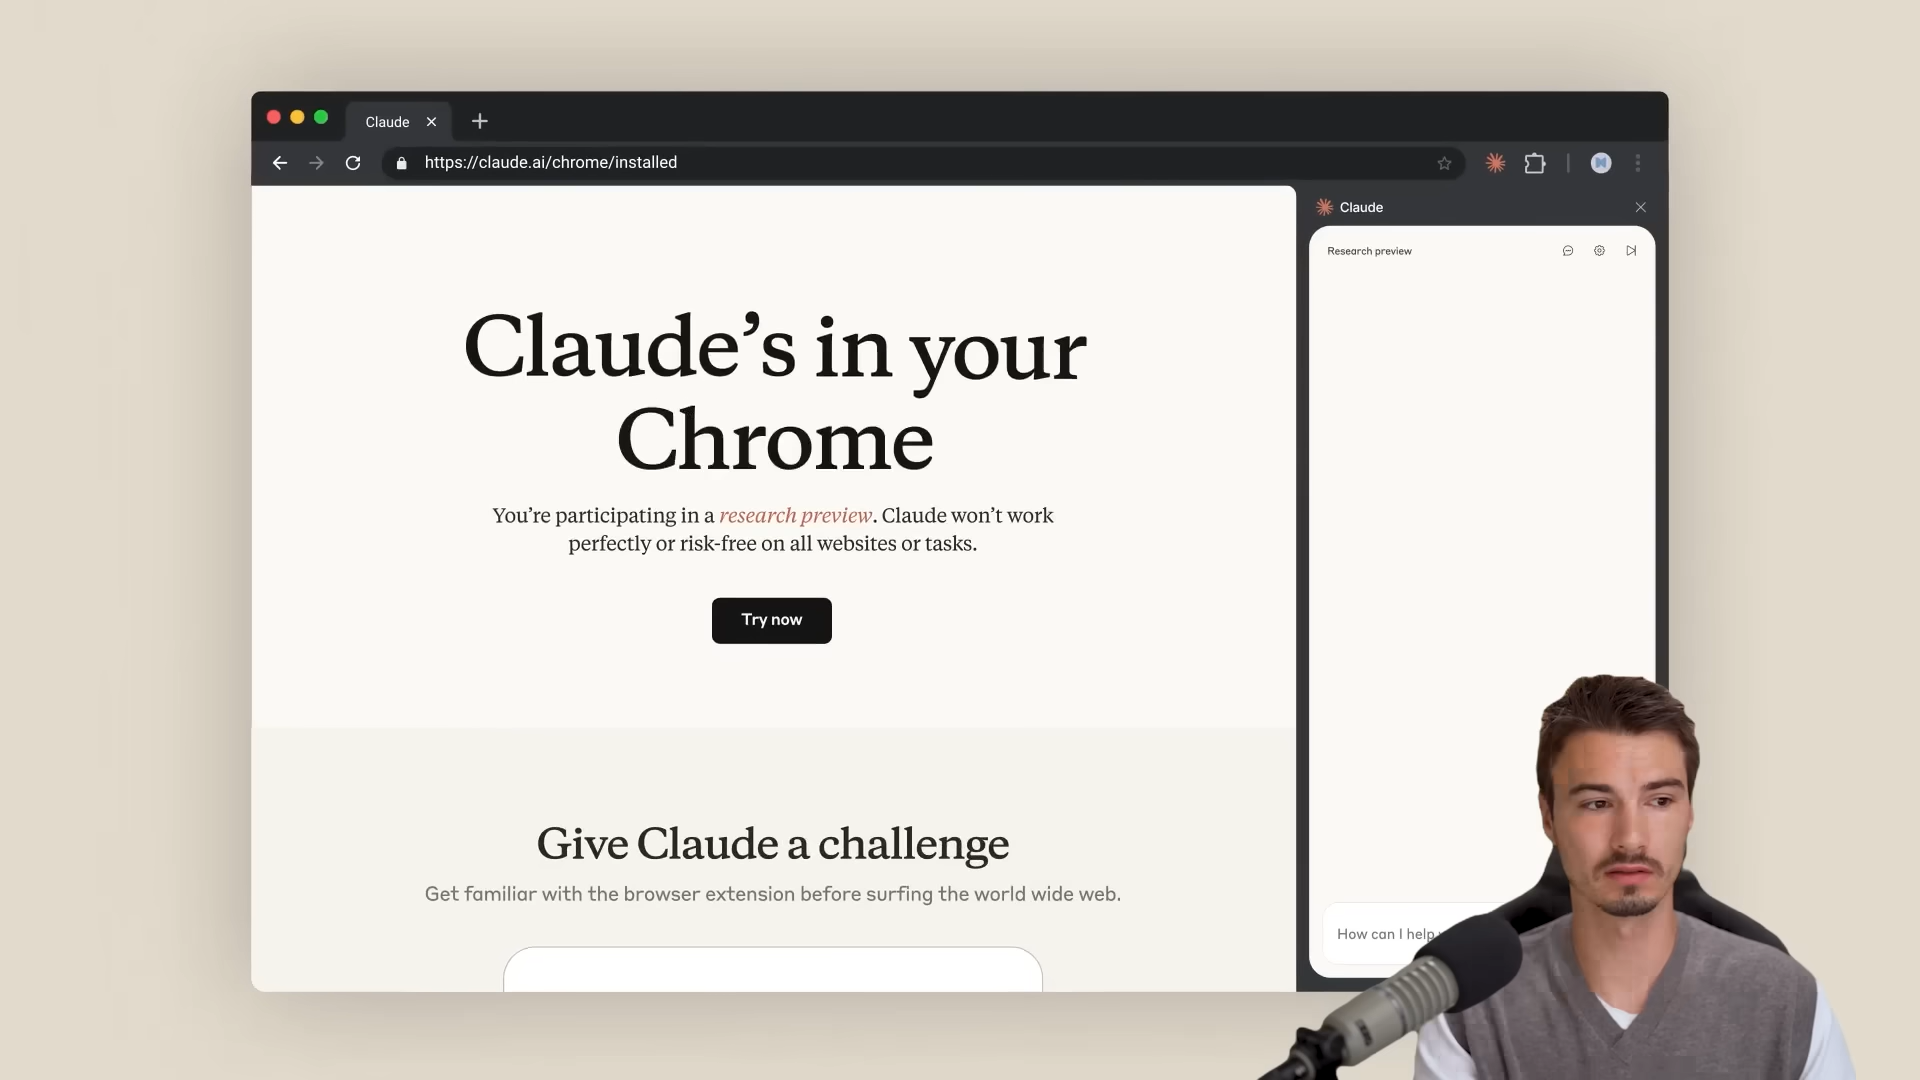 Claude
https://claude.ai/chrome/installed
Claude
Research preview
Claude’s in your
Chrome
You’re participating in a research preview. Claude won’t work
perfectly or risk-free on all websites or tasks.
Try now
Give Claude a challenge
Get familiar with the browser extension before surfing the world wide web.
How can I help